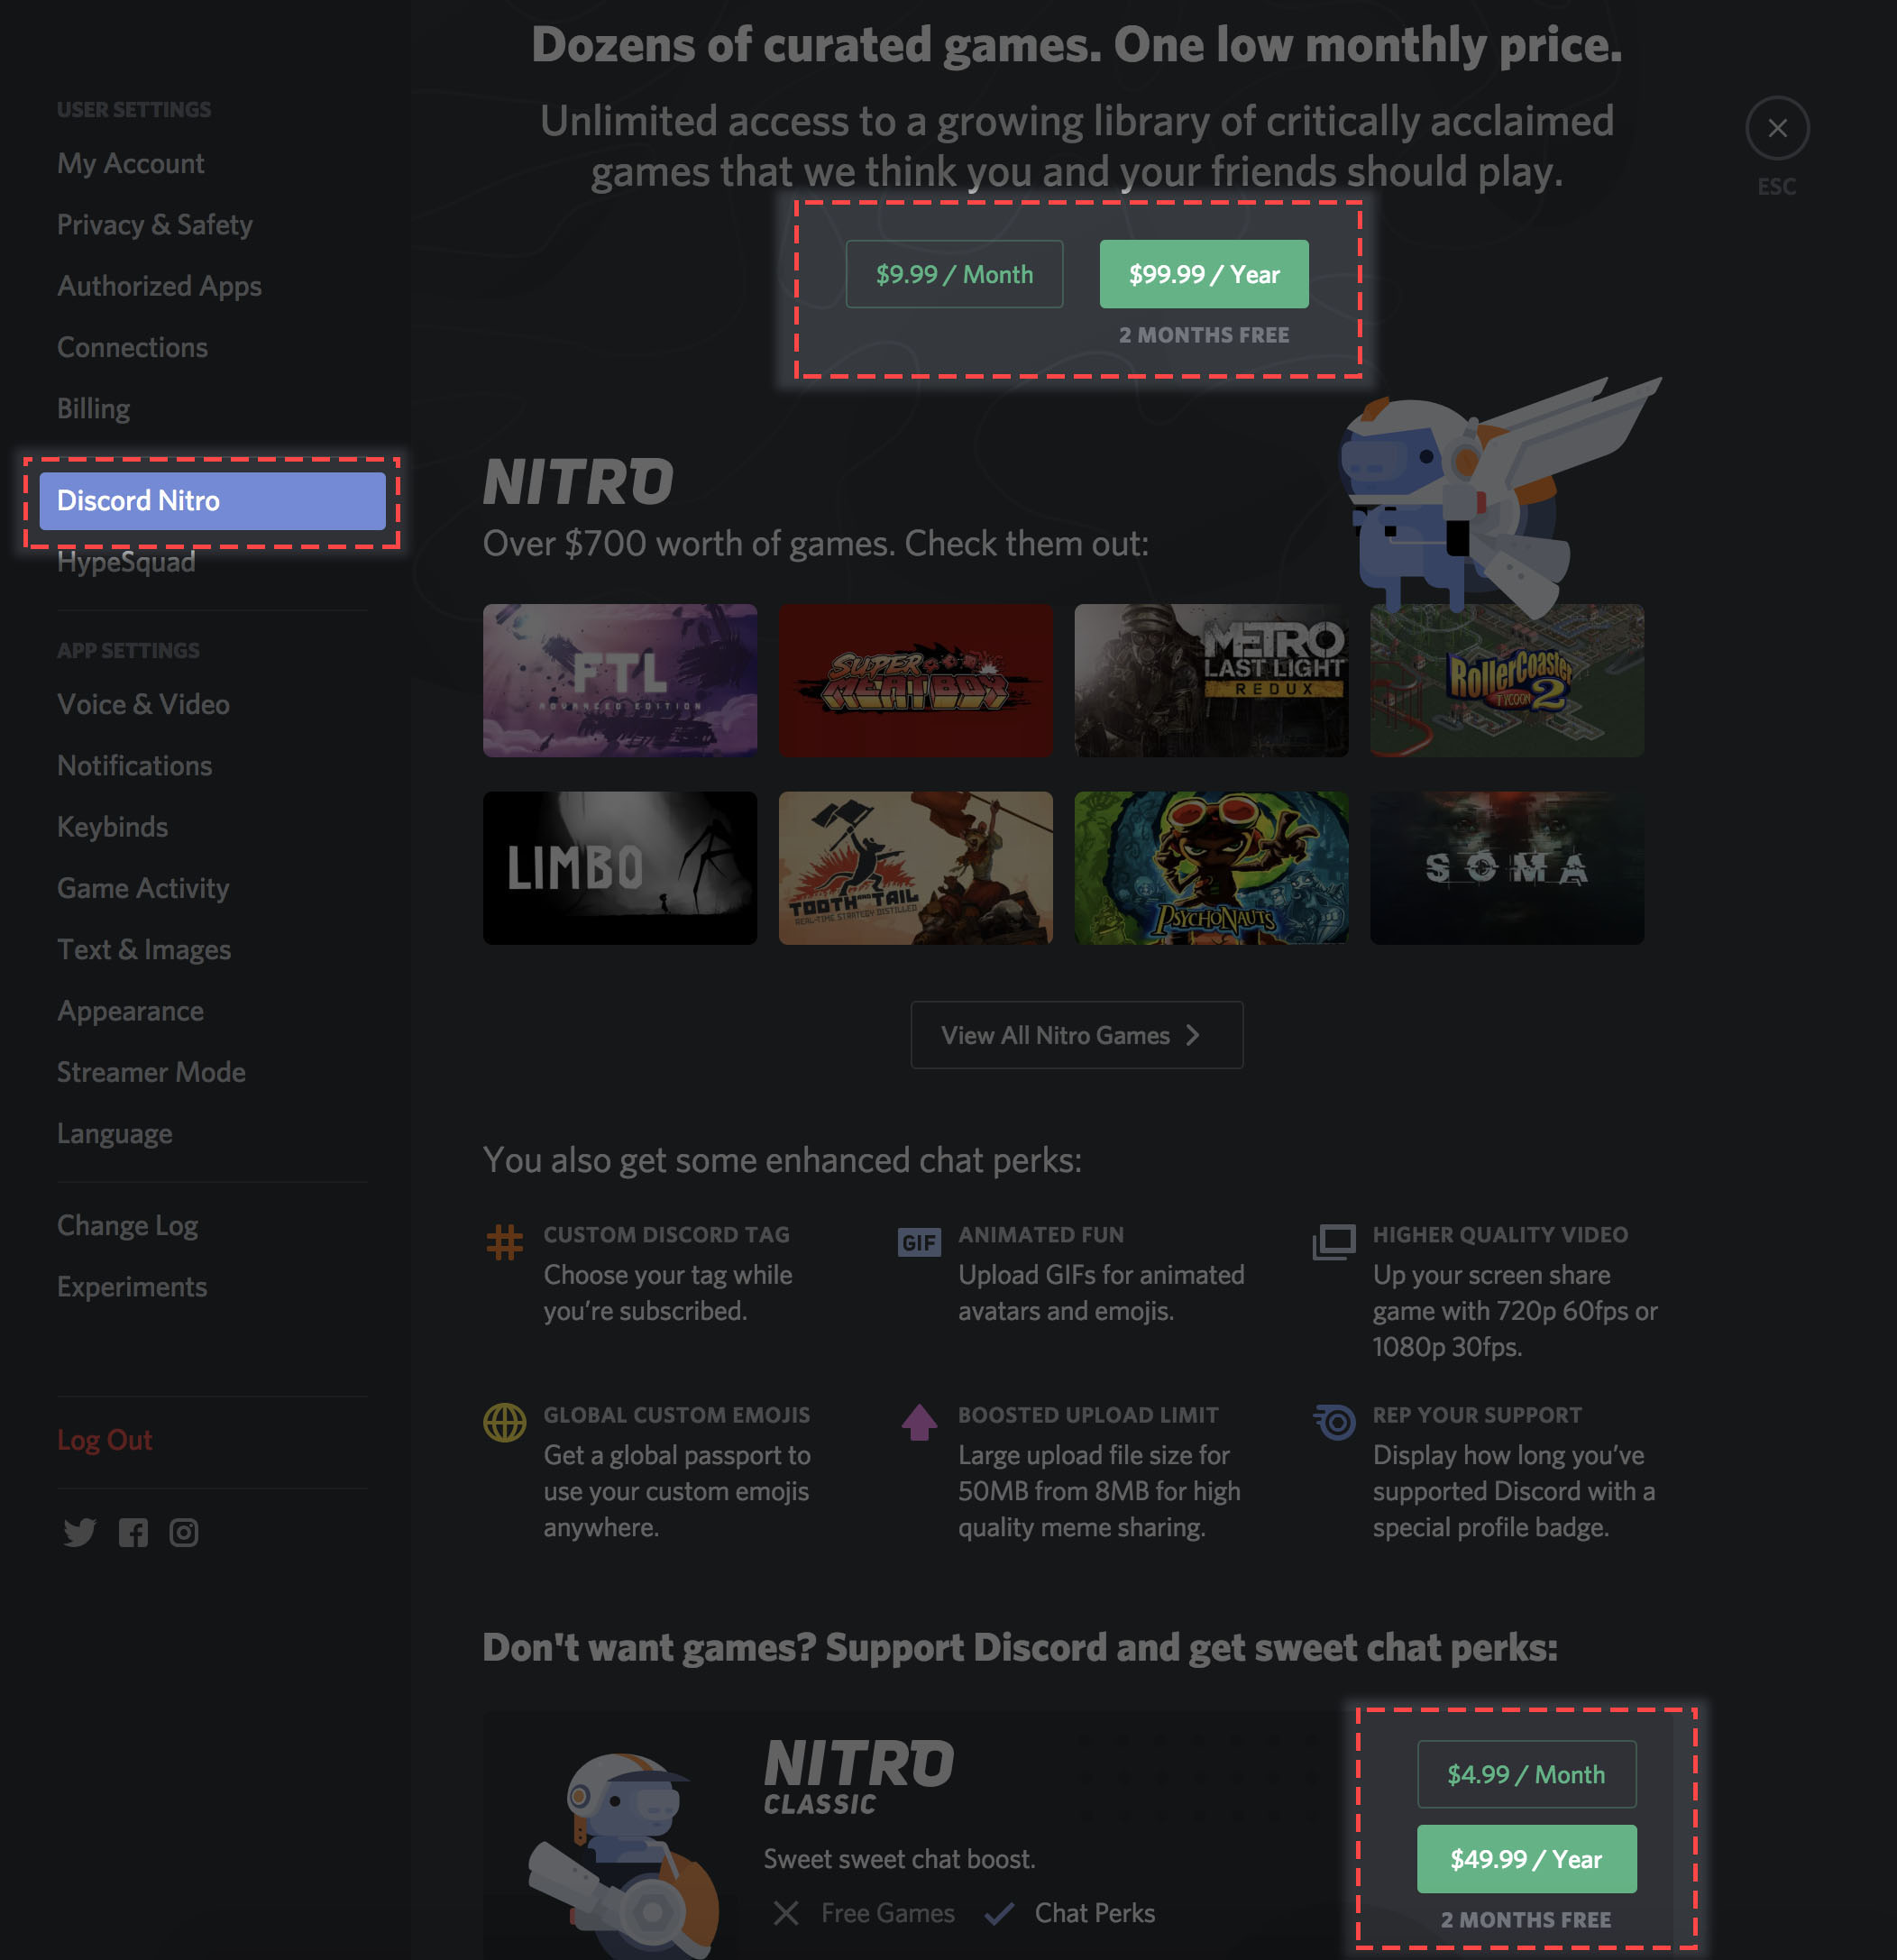 USER SETTINGS
My Account
Privacy & Safety
Authorized Apps
Connections
Billing
Discord Nitro
HypeSquad
APP SETTINGS
Voice & Video
Notifications
Keybinds
Game Activity
Text & Images
Appearance
Streamer Mode
Language
Change Log
Experiments
Log Out
Dozens of curated games. One low monthly price.
Unlimited access to a growing library of critically acclaimed
games that we think you and your friends should play.
ESC
$9.99 / Month
$99.99 / Year
2 MONTHS FREE
NITRO
Over $700 worth of games. Check them out:
FTL
ADVANCED EDITION
SUPER
MEAT BOY
METRO
LAST LIGHT
REDUX
RollerCoaster
TYCOON 2
LIMBO
TOOTH AND TAIL
REAL-TIME STRATEGY DISTILLED
PSYCHONAUTS
SOMA
View All Nitro Games
You also get some enhanced chat perks:
CUSTOM DISCORD TAG
Choose your tag while
you’re subscribed.
GIF
ANIMATED FUN
Upload GIFs for animated
avatars and emojis.
HIGHER QUALITY VIDEO
Up your screen share
game with 720p 60fps or
1080p 30fps.
GLOBAL CUSTOM EMOJIS
Get a global passport to
use your custom emojis
anywhere.
BOOSTED UPLOAD LIMIT
Large upload file size for
50MB from 8MB for high
quality meme sharing.
REP YOUR SUPPORT
Display how long you’ve
supported Discord with a
special profile badge.
Don't want games? Support Discord and get sweet chat perks:
NITRO
CLASSIC
Sweet sweet chat boost.
Free Games
Chat Perks
$4.99 / Month
$49.99 / Year
2 MONTHS FREE